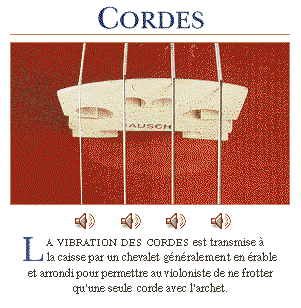 CORDES
BAUSCH
LA VIBRATION DES CORDES est transmise à
la caisse par un chevalet généralement en érable
et arrondi pour permettre au violoniste de ne frotter
qu'une seule corde avec l'archet.